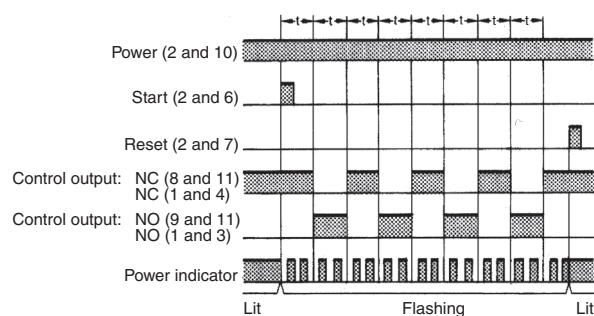 t t t t t t t t
Power (2 and 10)
Start (2 and 6)
Reset (2 and 7)
Control output: NC (8 and 11)
NC (1 and 4)
Control output: NO (9 and 11)
NO (1 and 3)
Power indicator
Lit Flashing Lit